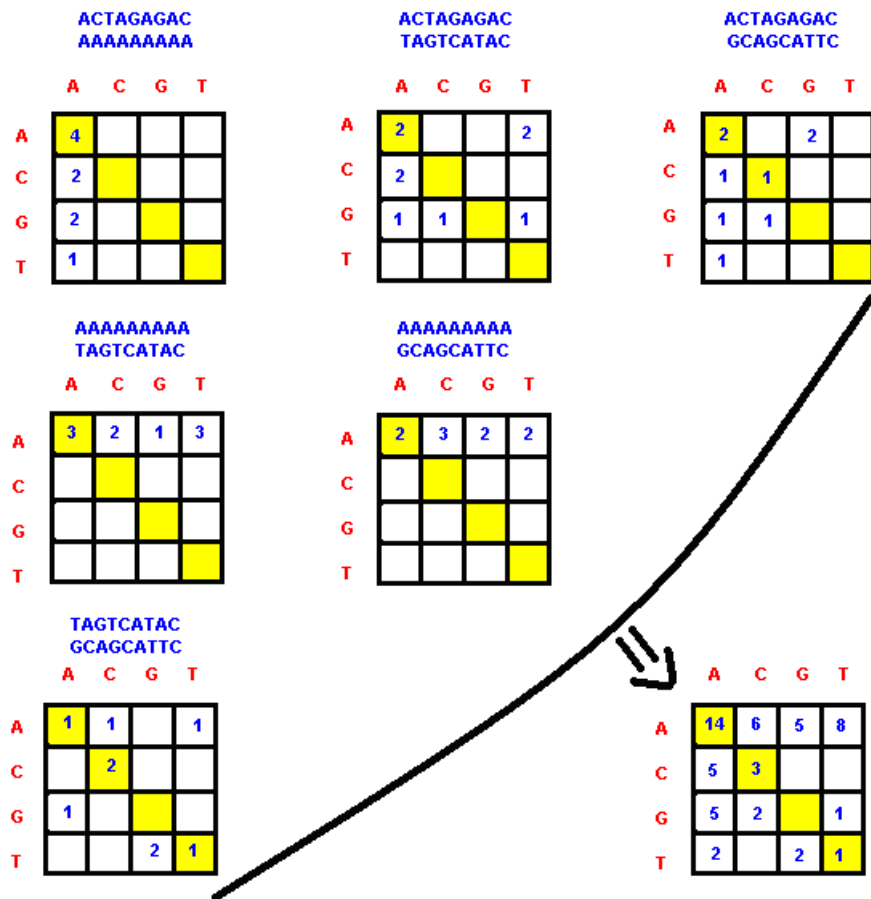 ACTAGAGAC ACTAGAGAC ACTAGAGAC
AAAAAAAAA TAGTCATAC GCAGCATTC
A C G T A C G T A C G T
A 4 A 2 2 A 2 2
C 2 C 2 C 1 1
G 2 G 1 1 1 G 1 1
T 1 T T 1
AAAAAAAAA AAAAAAAAA
TAGTCATAC GCAGCATTC
A C G T A C G T
A 3 2 1 3 A 2 3 2 2
C C
G G
T T
TAGTCATAC
GCAGCATTC
A C G T A C G T
A 1 1 1 A 14 6 5 8
C 2 C 5 3
G 1 G 5 2 1
T 2 1 T 2 2 1